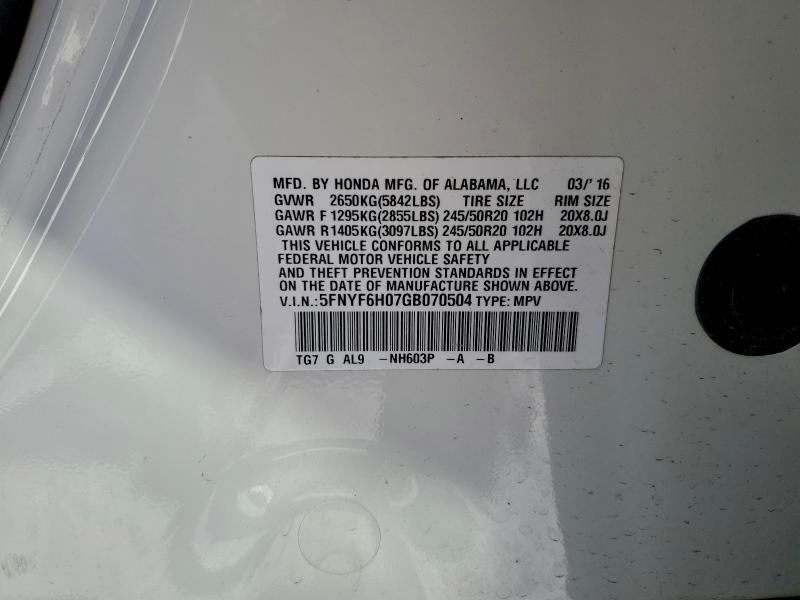 MFD. BY HONDA MFG. OF ALABAMA, LLC 03/'16
GVWR 2650KG(5842LBS) TIRE SIZE RIM SIZE
GAWR F 1295KG(2855LBS) 245/50R20 102H 20X8.0J
GAWR R1405KG(3097LBS) 245/50R20 102H 20X8.0J
THIS VEHICLE CONFORMS TO ALL APPLICABLE
FEDERAL MOTOR VEHICLE SAFETY
AND THEFT PREVENTION STANDARDS IN EFFECT
ON THE DATE OF MANUFACTURE SHOWN ABOVE.
V.I.N.: 5FNYF6H07GB070504 TYPE: MPV
TG7 G AL9 -NH603P -A -B